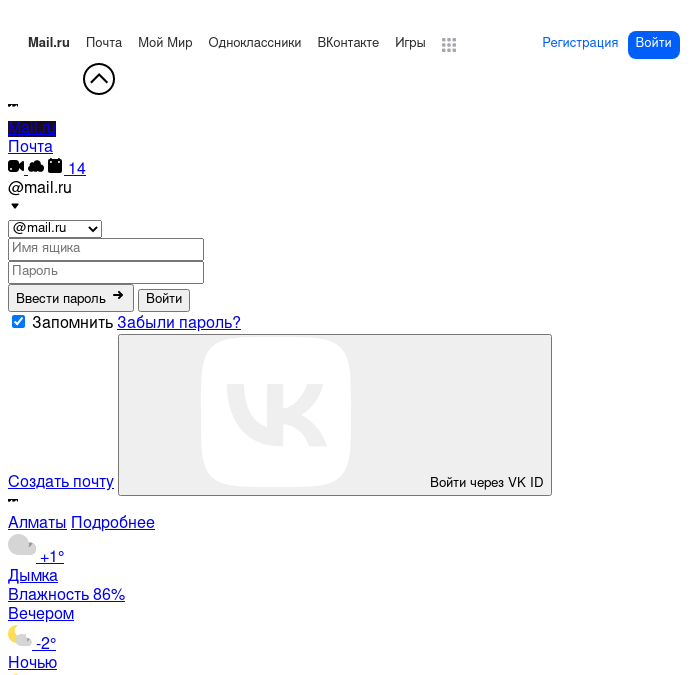 Mail.ru Почта Мой Мир Одноклассники ВКонтакте Игры Регистрация Войти
Mail.ru
Почта
14
@mail.ru
@mail.ru
Имя ящика
Пароль
Ввести пароль Войти
Запомнить Забыли пароль?
Создать почту Войти через VK ID
Алматы Подробнее
+1°
Дымка
Влажность 86%
Вечером
-2°
Ночью